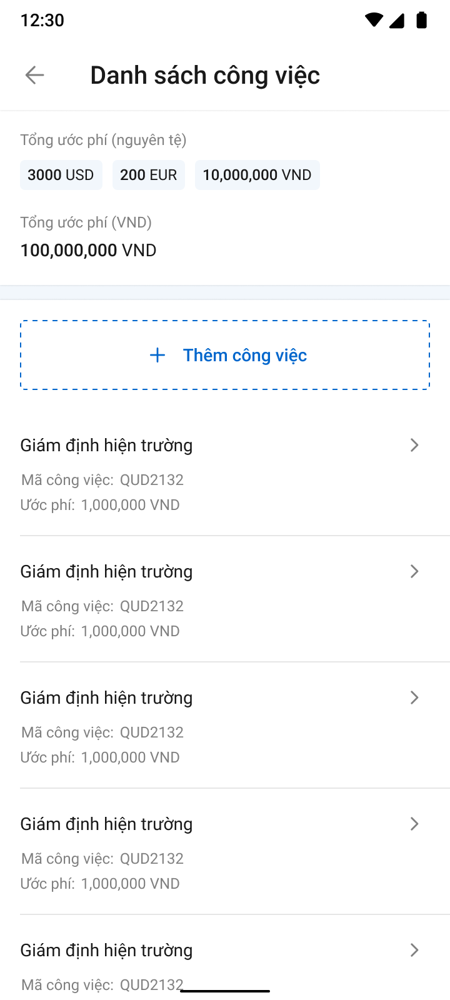 12:30
Danh sách công việc
Tổng ước phí (nguyên tệ)
3000 USD 200 EUR 10,000,000 VND
Tổng ước phí (VND)
100,000,000 VND
Thêm công việc
Giám định hiện trường
Mã công việc: QUD2132
Ước phí: 1,000,000 VND
Giám định hiện trường
Mã công việc: QUD2132
Ước phí: 1,000,000 VND
Giám định hiện trường
Mã công việc: QUD2132
Ước phí: 1,000,000 VND
Giám định hiện trường
Mã công việc: QUD2132
Ước phí: 1,000,000 VND
Giám định hiện trường
Mã công việc: QUD2132